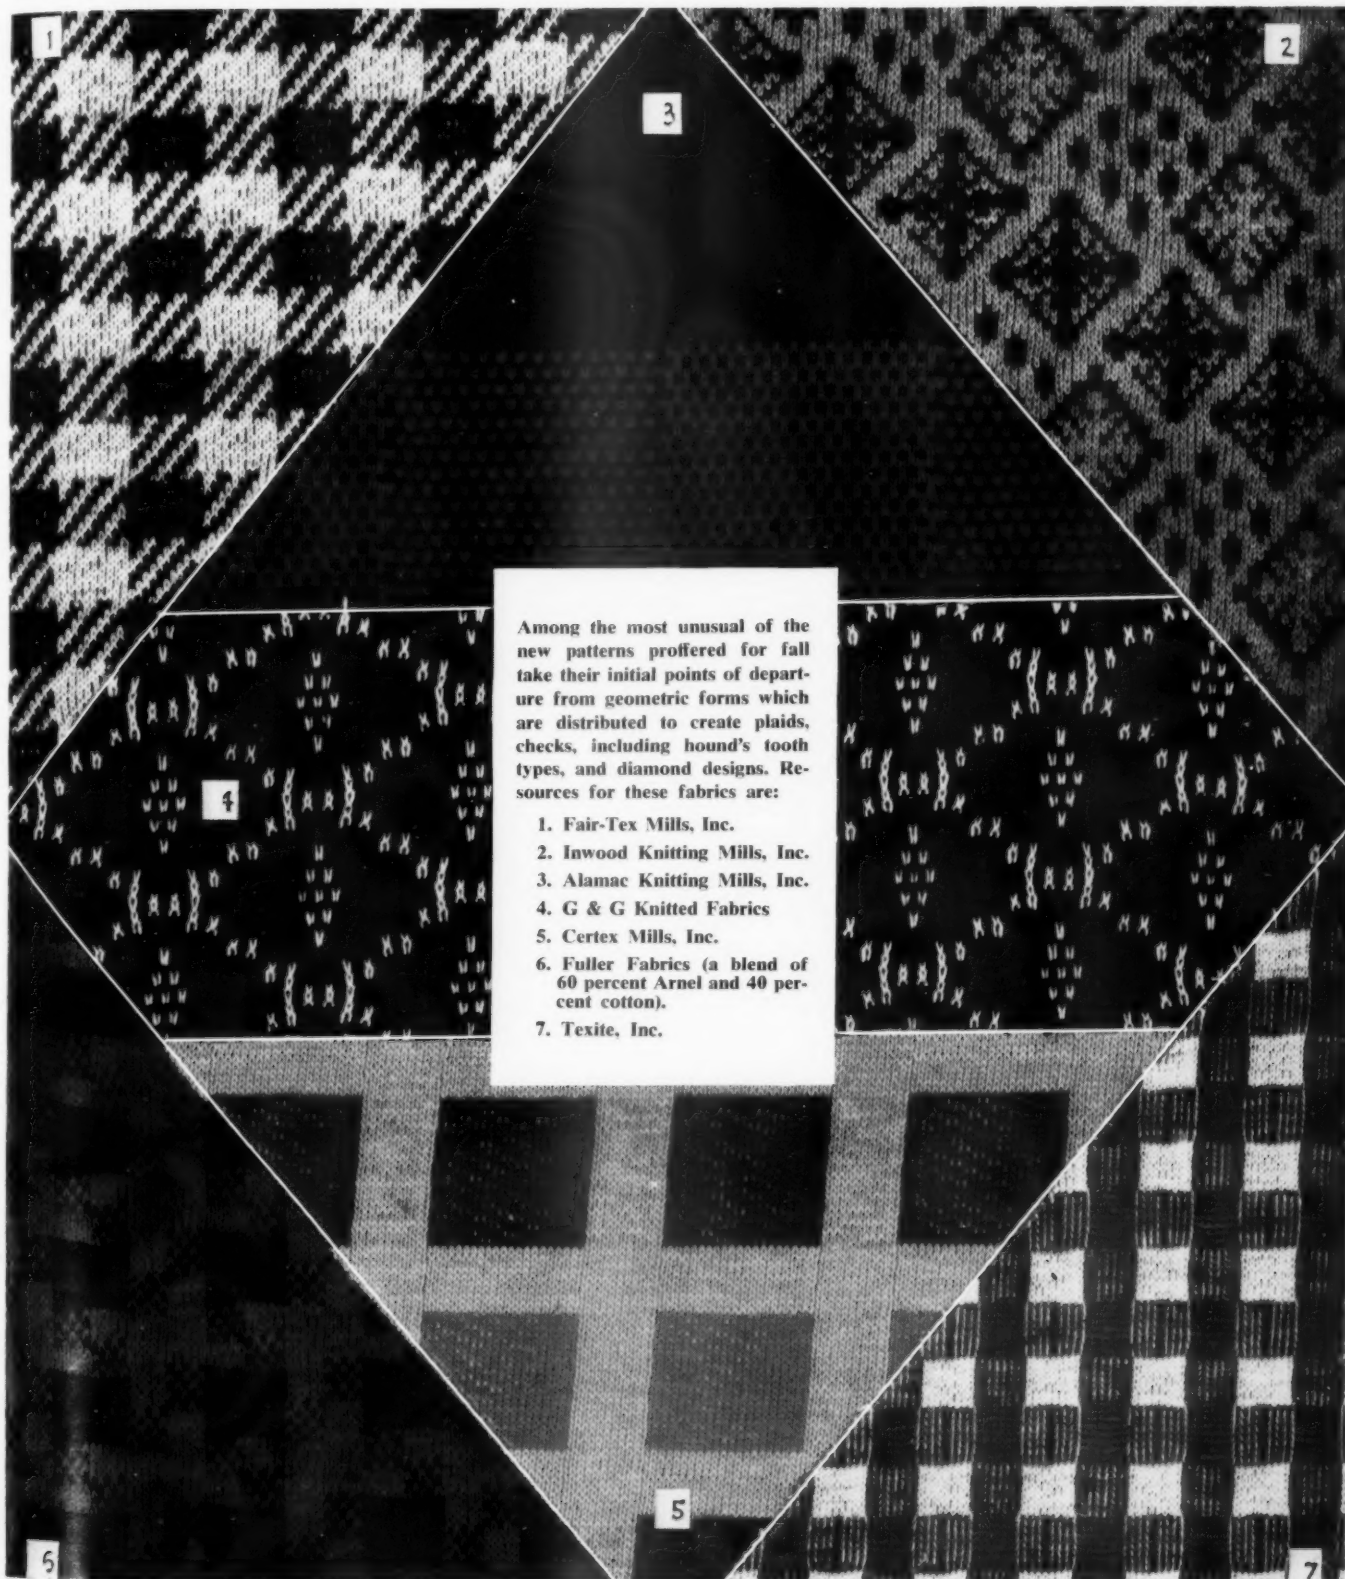 1
2
3
Among the most unusual of the
new patterns proffered for fall
take their initial points of depart-
ure from geometric forms which
are distributed to create plaids,
checks, including hound's tooth
types, and diamond designs. Re-
sources for these fabrics are:
1. Fair-Tex Mills, Inc.
2. Inwood Knitting Mills, Inc.
3. Alamac Knitting Mills, Inc.
4. G & G Knitted Fabrics
5. Certex Mills, Inc.
6. Fuller Fabrics (a blend of
60 percent Arnel and 40 per-
cent cotton).
7. Texite, Inc.
4
5
6
7